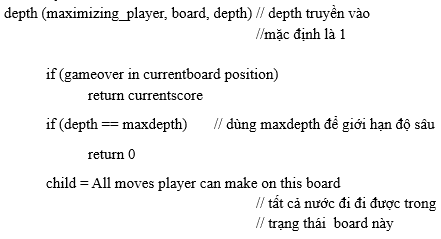 depth (maximizing_player, board, depth) // depth truyền vào
//mặc định là 1
if (gameover in currentboard position)
return currentscore
if (depth == maxdepth) // dùng maxdepth để giới hạn độ sâu
return 0
child = All moves player can make on this board
// tất cả nước đi đi được trong
// trạng thái board này